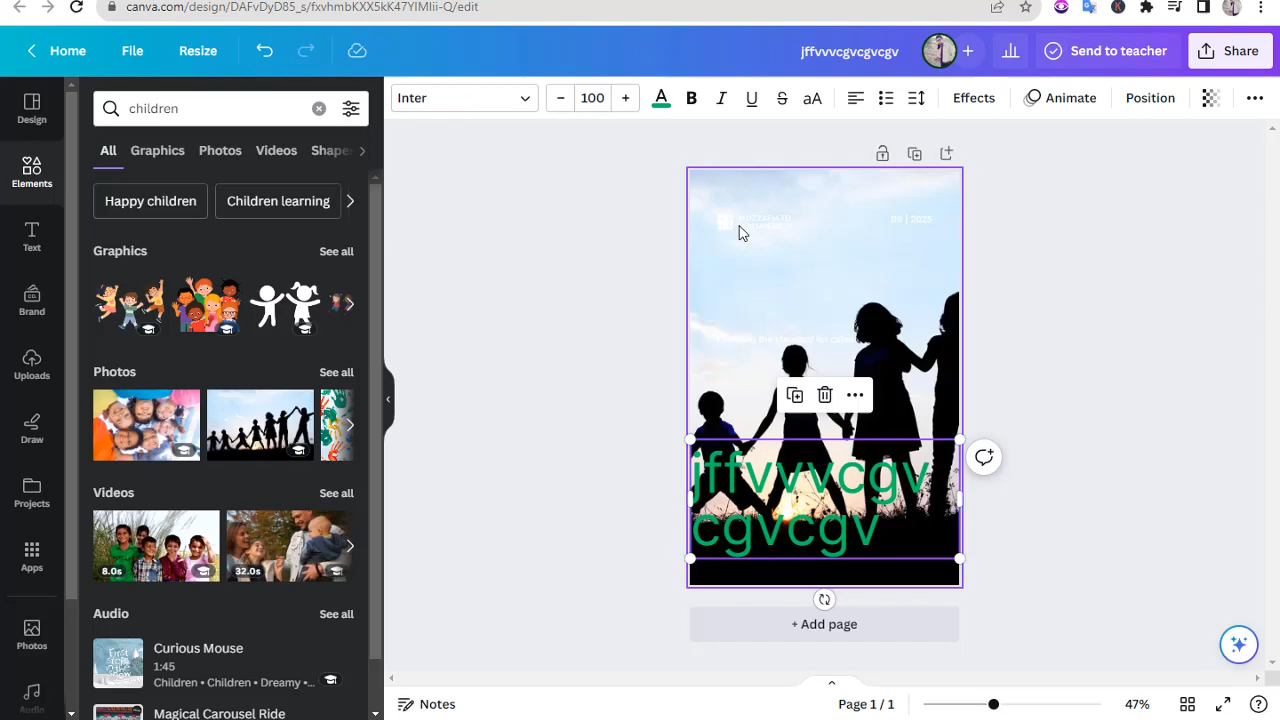 canva.com/design/DAFvDyD85_s/fxvhmbKXX5kK47YIMIii-Q/edit
Home File Resize jffvvvcgvcgvcgv Send to teacher Share
children
Inter 100 B I U S aA Effects Animate Position
Design
All Graphics Photos Videos Shape
Elements
Happy children Children learning
Text
Graphics See all
Brand
Photos See all
Uploads
Draw
Projects
Videos See all
8.0s 32.0s
Apps
Audio See all
Curious Mouse
1:45
Children • Children • Dreamy •...
Magical Carousel Ride
Photos
Audio
| 2025
jffvvvcgv
cgvcgv
+ Add page
Notes Page 1 / 1 47%